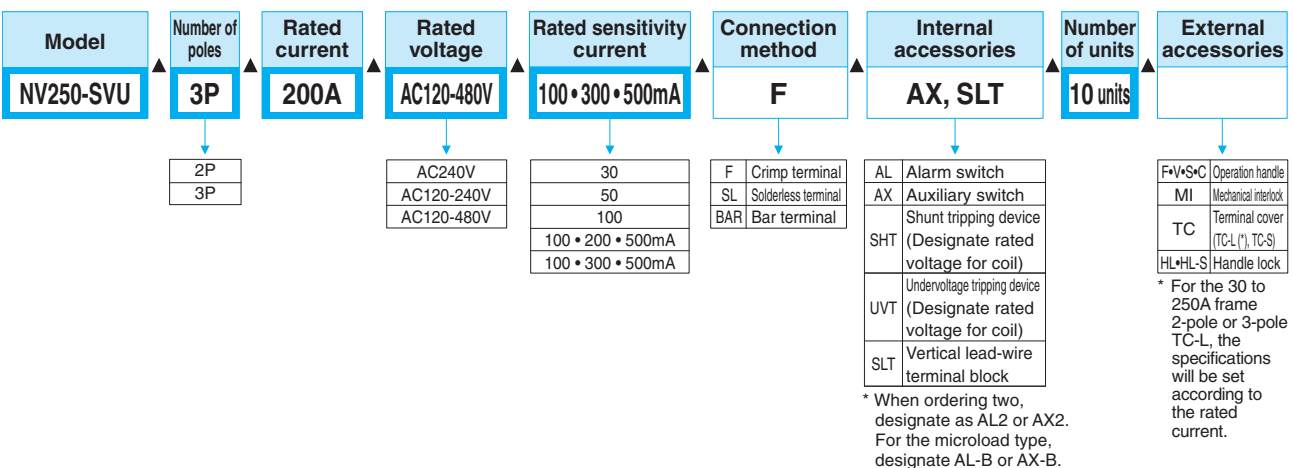 Model
Number of
poles
Rated
current
Rated
voltage
Rated sensitivity
current
Connection
method
Internal
accessories
Number
of units
External
accessories
NV250-SVU
▲
3P
▲
200A
▲
AC120-480V
▲
100•300•500mA
▲
F
▲
AX, SLT
▲
10 units
▲
2P
3P
AC240V
AC120-240V
AC120-480V
30
50
100
100 • 200 • 500mA
100 • 300 • 500mA
F Crimp terminal
SL Solderless terminal
BAR Bar terminal
AL Alarm switch
AX Auxiliary switch
SHT Shunt tripping device
(Designate rated
voltage for coil)
UVT Undervoltage tripping device
(Designate rated
voltage for coil)
SLT Vertical lead-wire
terminal block
* When ordering two,
designate as AL2 or AX2.
For the microload type,
designate AL-B or AX-B.
F•V•S•C Operation handle
MI Mechanical interlock
TC Terminal cover
(TC-L (*), TC-S)
HL•HL-S Handle lock
* For the 30 to
250A frame
2-pole or 3-pole
TC-L, the
specifications
will be set
according to
the rated
current.